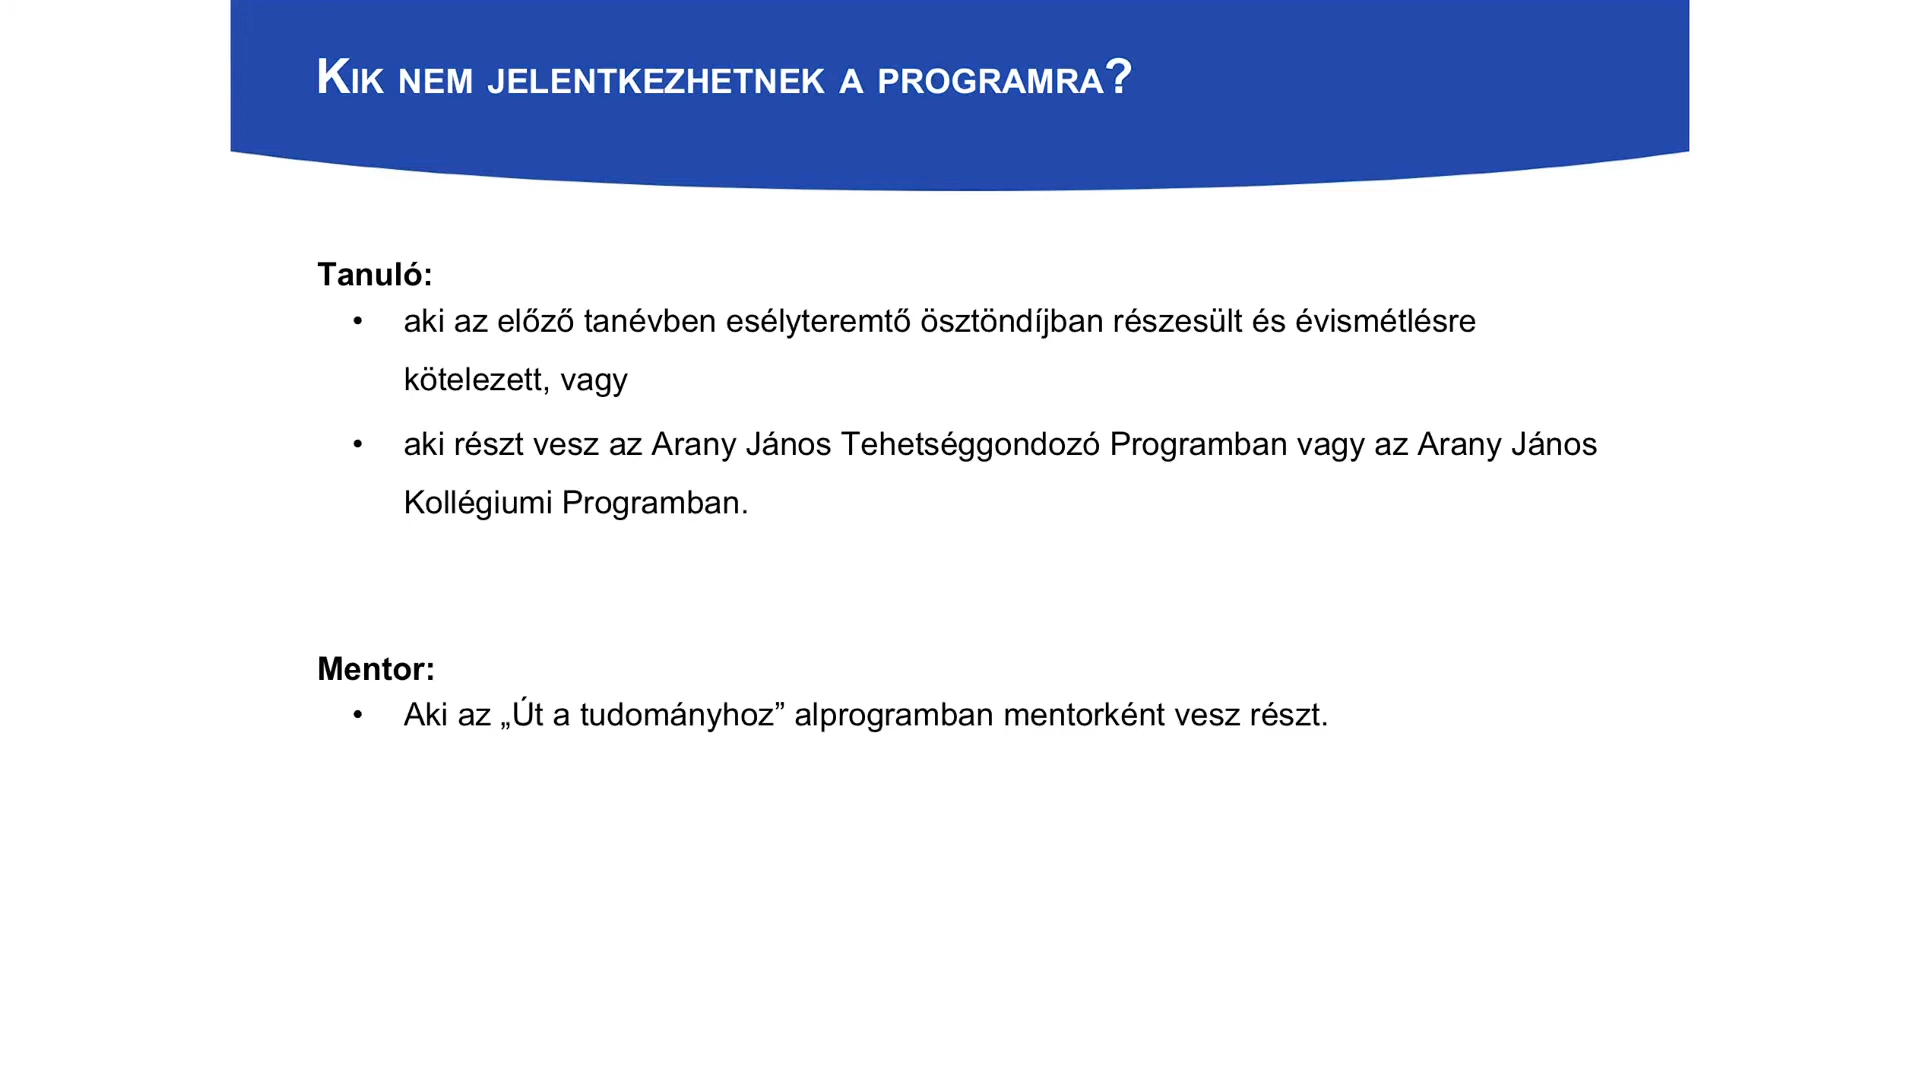 Kik nem jelentkezhetnek a programra?
Tanuló:
• aki az előző tanévben esélyteremtő ösztöndíjban részesült és évismétlésre
kötelezett, vagy
• aki részt vesz az Arany János Tehetséggondozó Programban vagy az Arany János
Kollégiumi Programban.
Mentor:
• Aki az „Út a tudományhoz” alprogramban mentorként vesz részt.